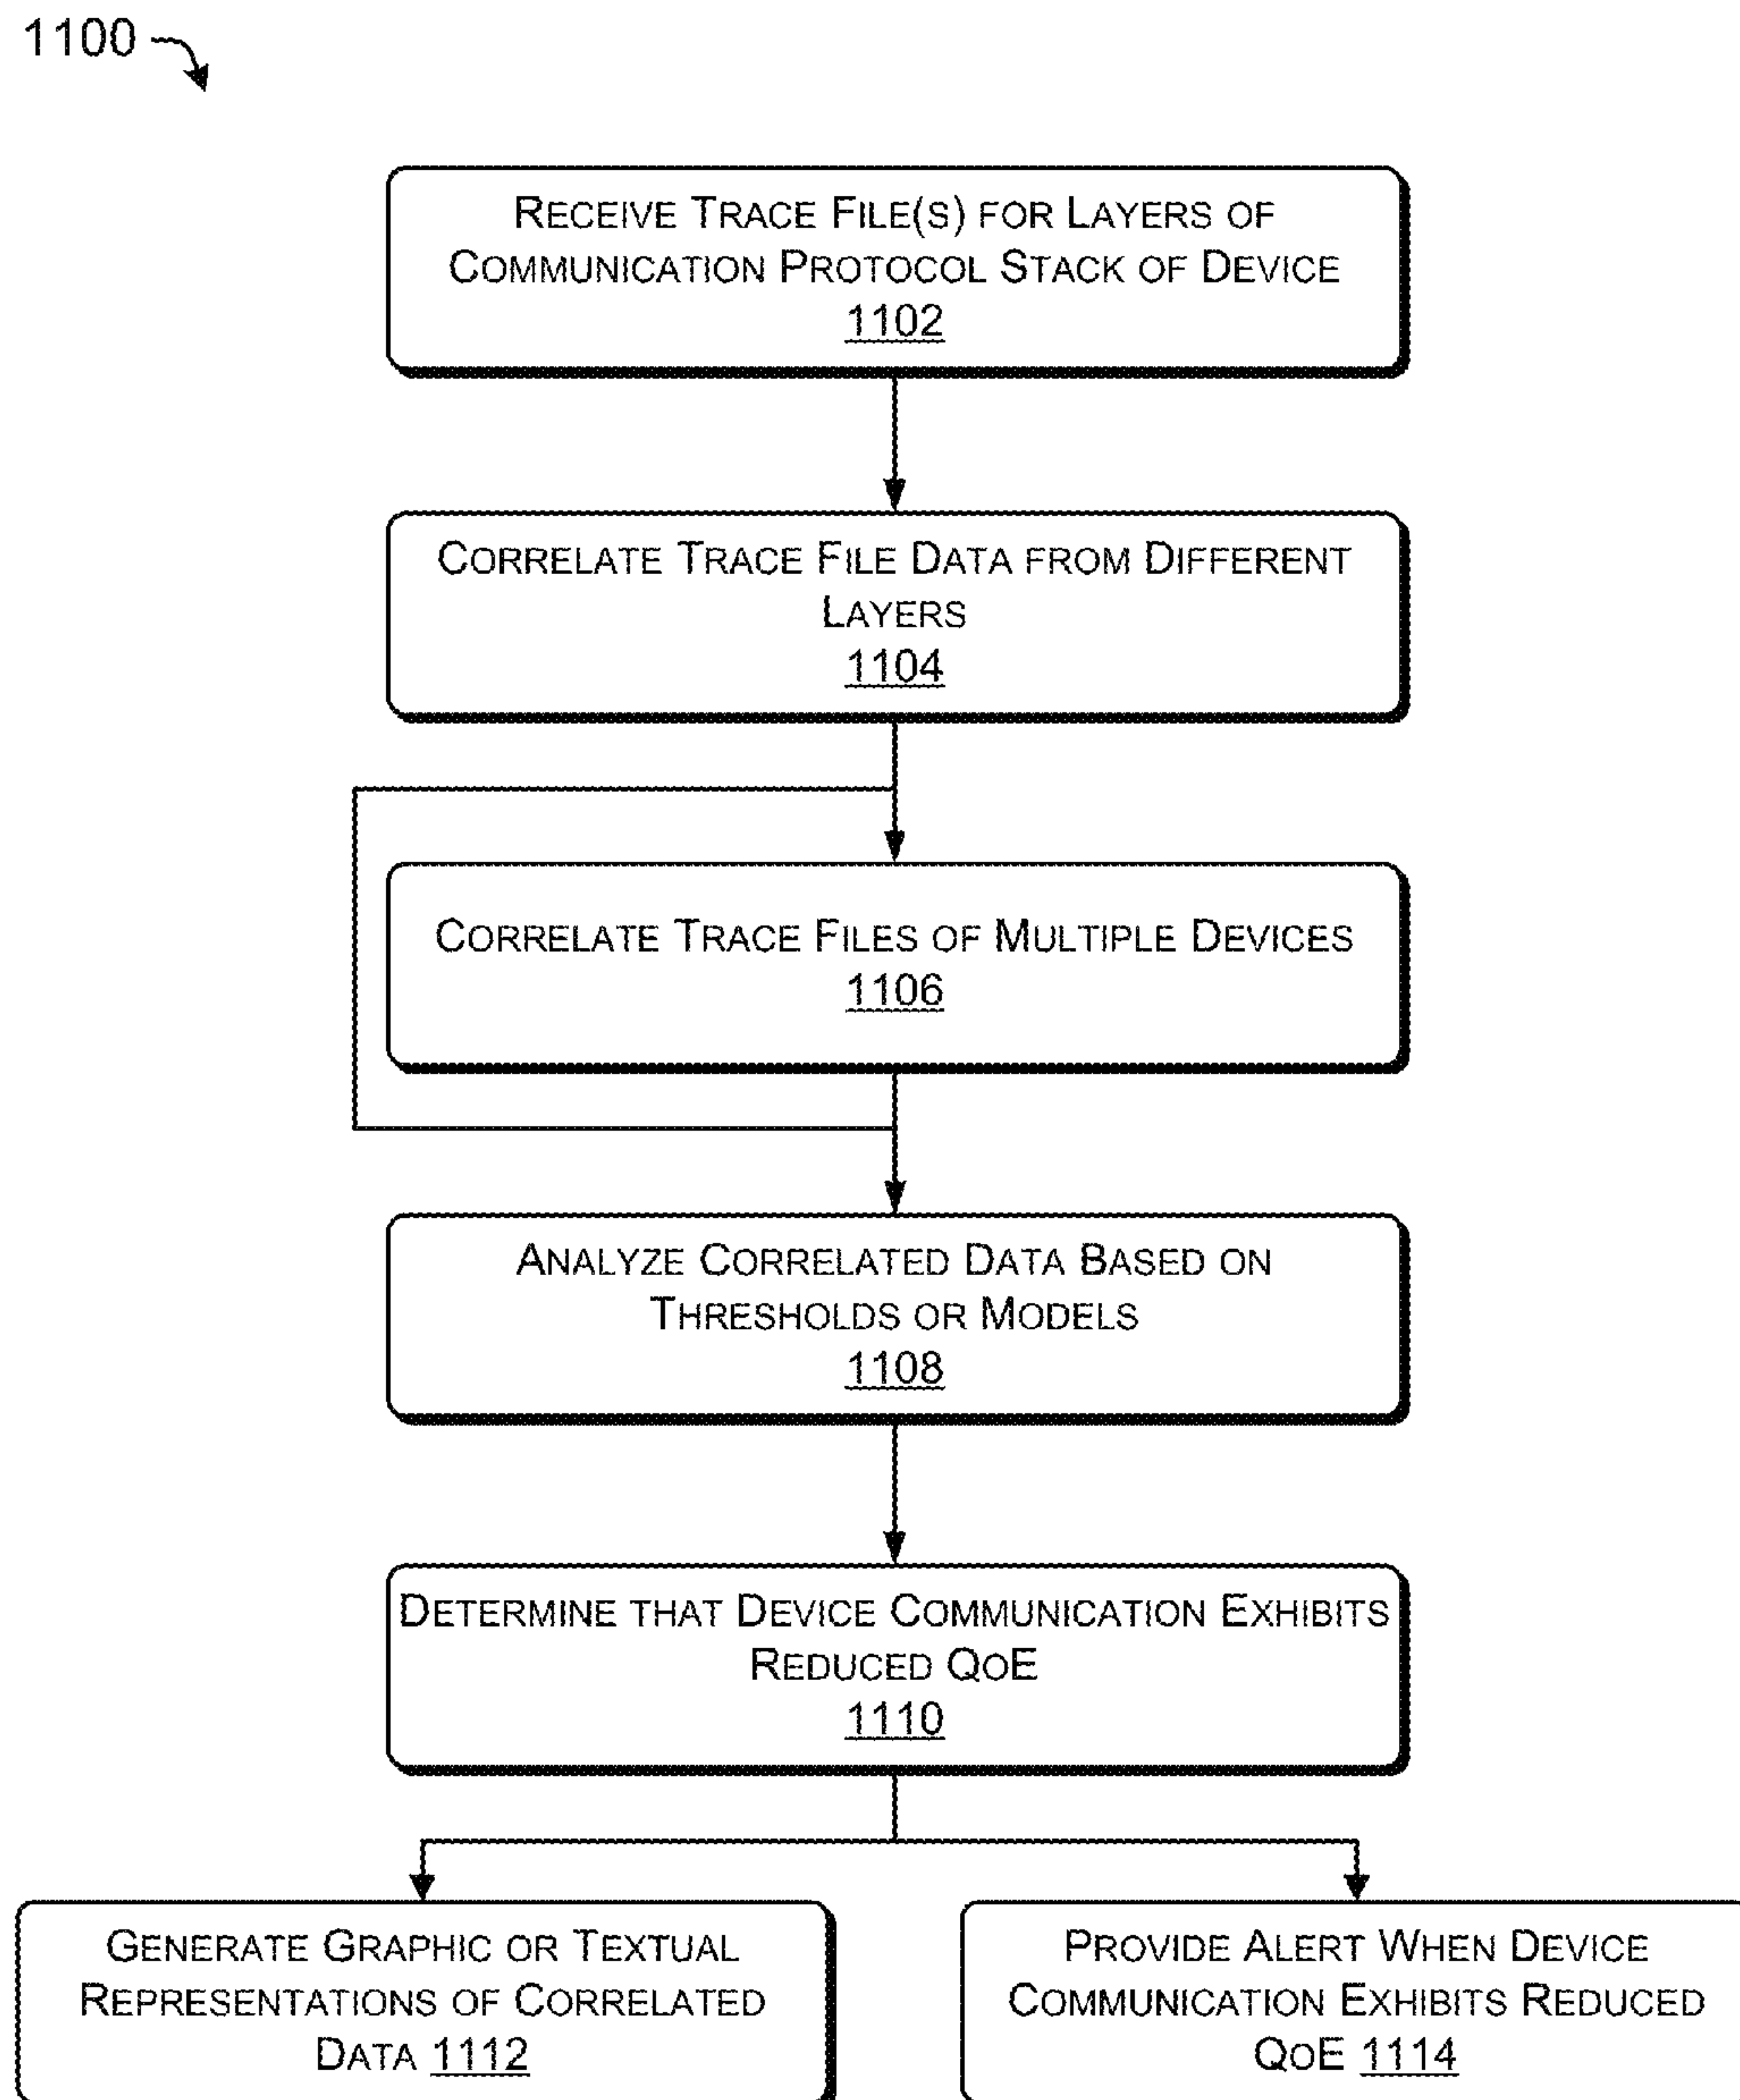 1100
RECEIVE TRACE FILE(S) FOR LAYERS OF
COMMUNICATION PROTOCOL STACK OF DEVICE
1102
CORRELATE TRACE FILE DATA FROM DIFFERENT
LAYERS
1104
CORRELATE TRACE FILES OF MULTIPLE DEVICES
1106
ANALYZE CORRELATED DATA BASED ON
THRESHOLDS OR MODELS
1108
DETERMINE THAT DEVICE COMMUNICATION EXHIBITS
REDUCED QOE
1110
GENERATE GRAPHIC OR TEXTUAL
REPRESENTATIONS OF CORRELATED
DATA 1112
PROVIDE ALERT WHEN DEVICE
COMMUNICATION EXHIBITS REDUCED
QOE 1114